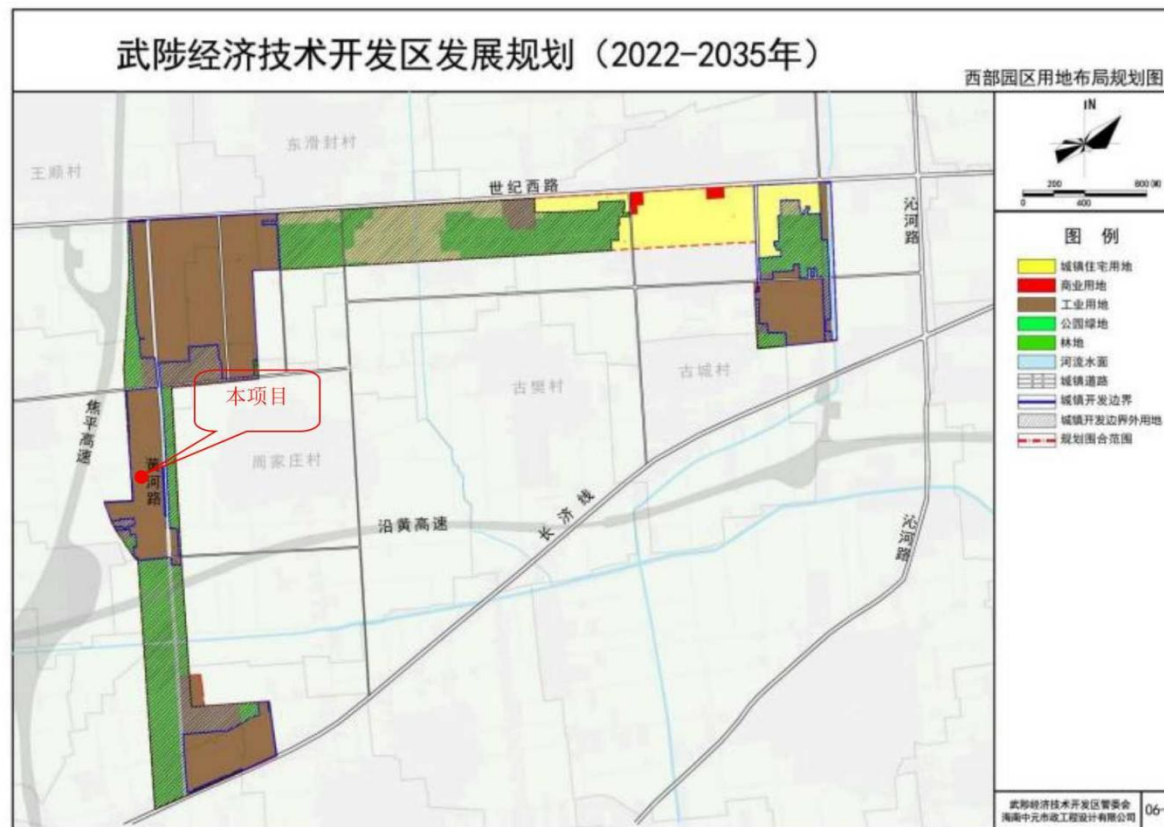 武陟经济技术开发区发展规划（2022-2035年）
西部园区用地布局规划图
N
200 800(米)
0 400
王顺村
东滑封村
世纪西路
沁河路
焦平高速
本项目
黄河路
周家庄村
古樊村
古城村
沿黄高速
长济线
沁河路
图 例
城镇住宅用地
商业用地
工业用地
公园绿地
林地
河流水面
城镇道路
城镇开发边界
城镇开发边界外用地
规划围合范围
武陟经济技术开发区管委会
海南中元市政工程设计有限公司
06